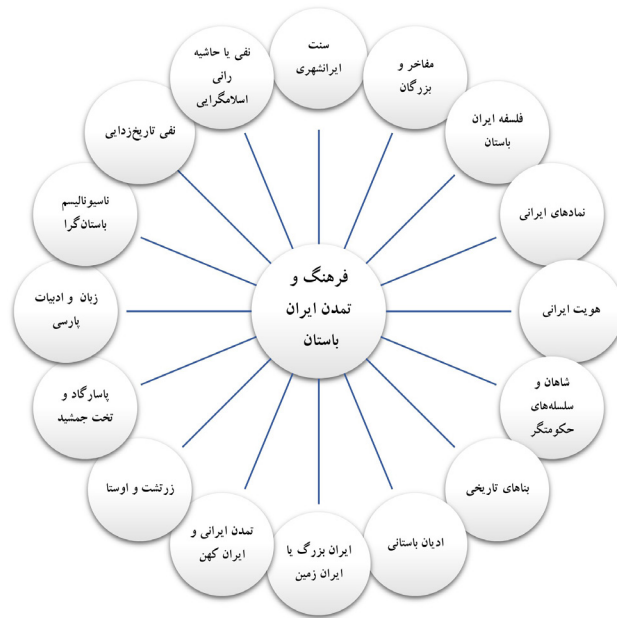 سنت
ایرانشهری
مفاخر و
بزرگان
فلسفه ایران
باستان
نمادهای ایرانی
هویت ایرانی
شاهان و
سلسله‌های
حکومتگر
بناهای تاریخی
ادیان باستانی
ایران بزرگ یا
ایران زمین
تمدن ایرانی و
ایران کهن
زرتشت و اوستا
پاسارگاد و
تخت جمشید
زبان و ادبیات
پارسی
ناسیونالیسم
باستان‌گرا
نفی تاریخ‌زدایی
نفی یا حاشیه
رانی
اسلامگرایی
فرهنگ و
تمدن ایران
باستان